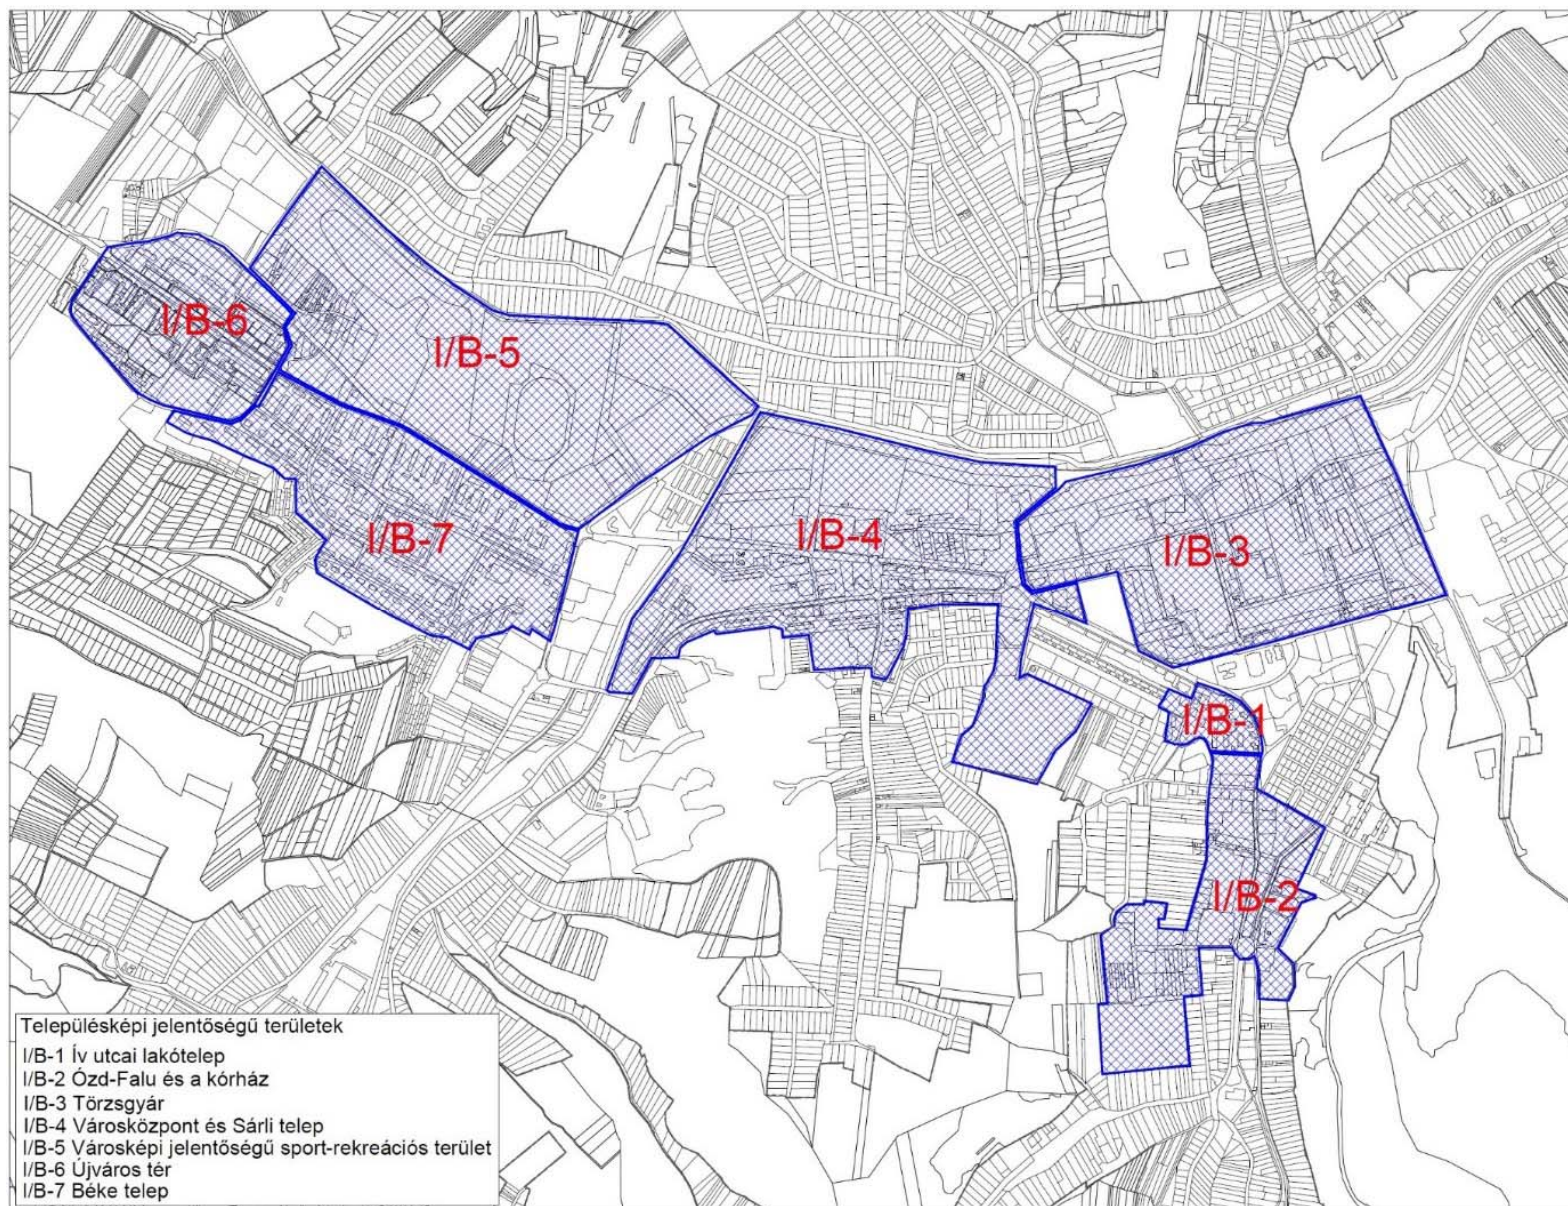 I/B-6
I/B-5
I/B-7
I/B-4
I/B-3
I/B-1
I/B-2
Településképi jelentőségű területek
I/B-1 Ív utcai lakótelep
I/B-2 Ózd-Falu és a kórház
I/B-3 Törzsgyár
I/B-4 Városközpont és Sárli telep
I/B-5 Városképi jelentőségű sport-rekreációs terület
I/B-6 Újváros tér
I/B-7 Béke telep